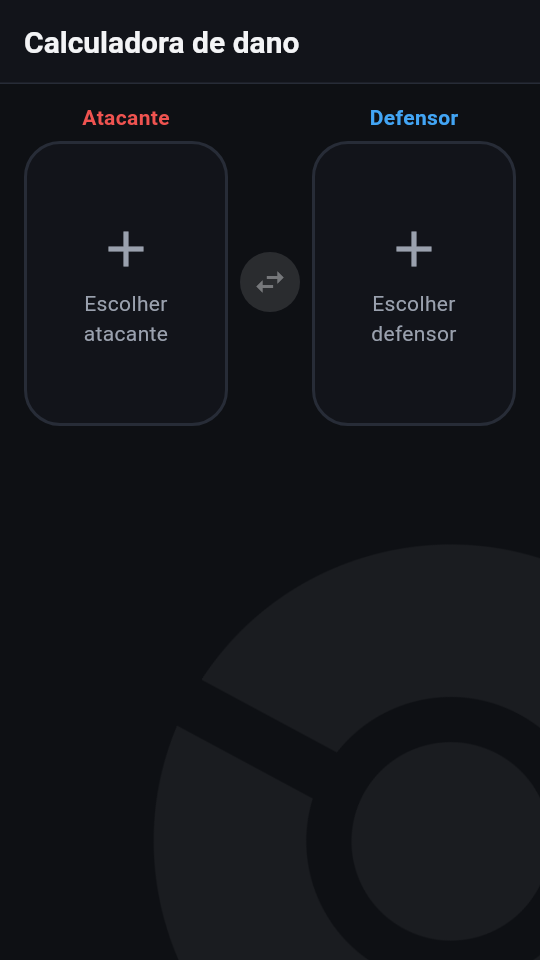 Calculadora de dano
Atacante
Defensor
Escolher
atacante
Escolher
defensor